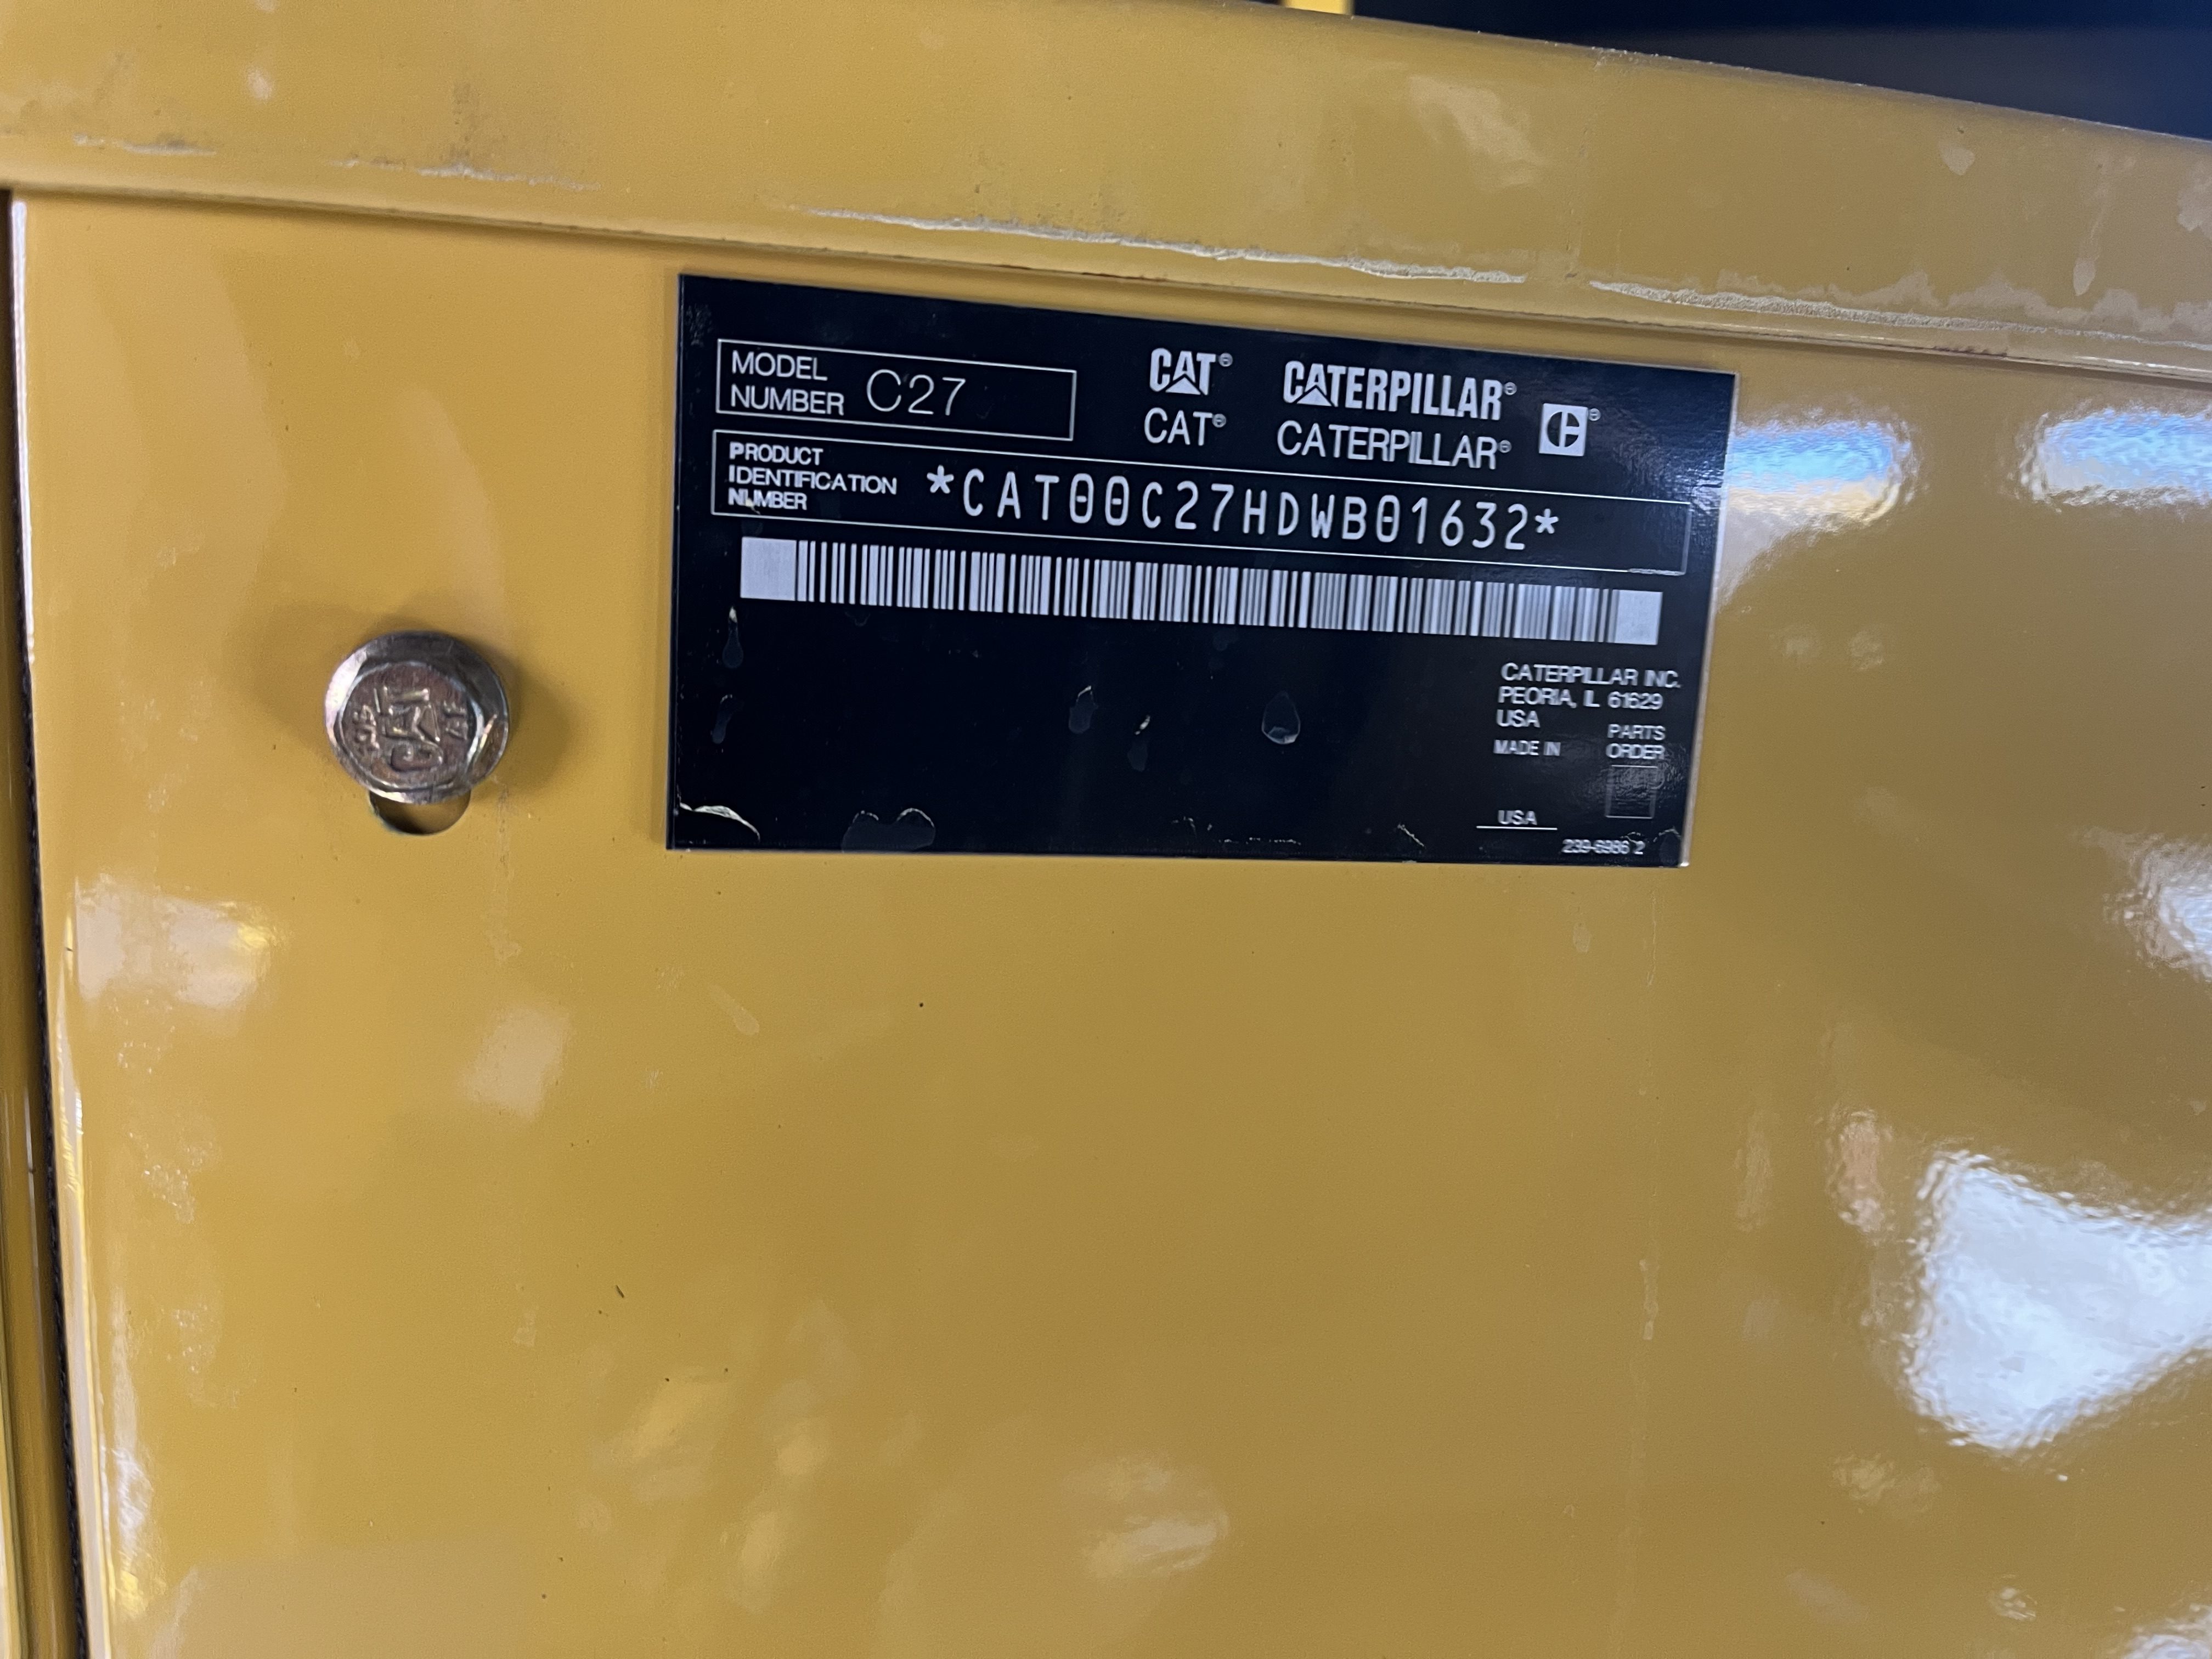 MODEL
NUMBER C27
CAT® CATERPILLAR®
CAT® CATERPILLAR®
PRODUCT
IDENTIFICATION
NUMBER
*CAT00C27HDWB01632*
CATERPILLAR INC.
PEORIA, IL 61629
USA
MADE IN
USA
PARTS
ORDER
239-6986 2
CAT